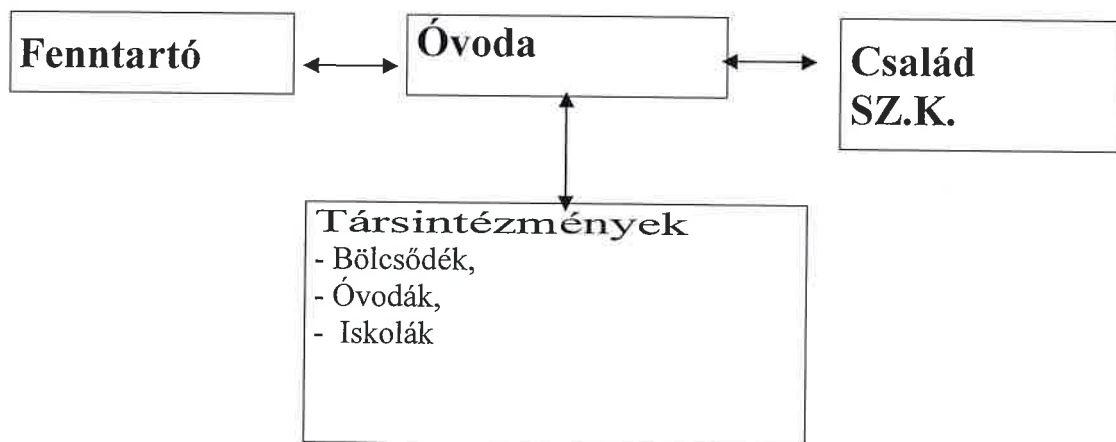 Fenntartó
Óvoda
Család
SZ.K.
Társintézmények
- Bölcsődék,
- Óvodák,
- Iskolák